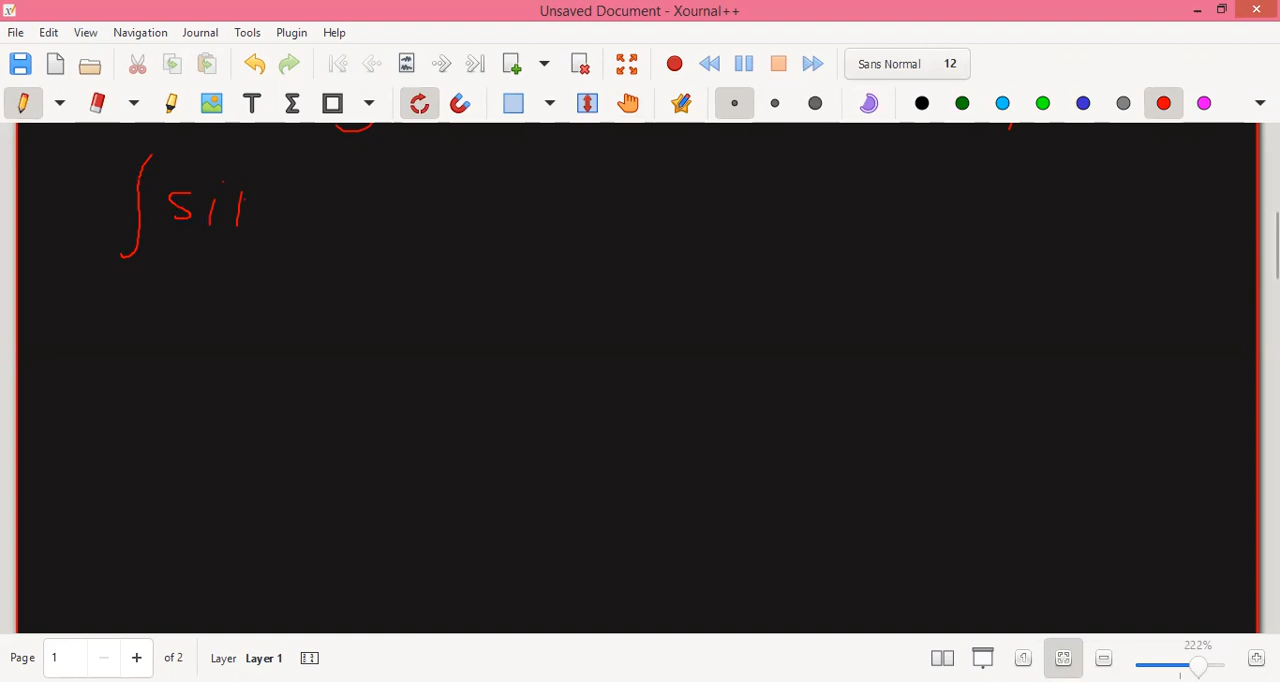 Unsaved Document - Xournal++
File Edit View Navigation Journal Tools Plugin Help
Sans Normal 12
∫ si
Page 1 of 2 Layer Layer 1 222%